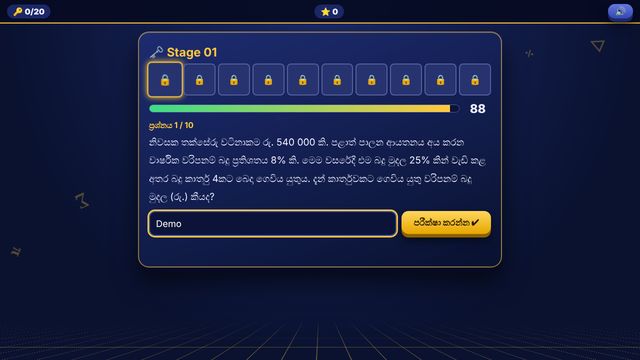 🔑 0/20
⭐ 0
🗝️ Stage 01
88
ප්‍රශ්නය 1 / 10
නිවසක තක්සේරු වටිනාකම රු. 540 000 කි. පළාත් පාලන ආයතනය අය කරන
වාර්ෂික වරිපනම් බදු ප්‍රතිශතය 8% කි. මෙම වසරේදී එම බදු මුදල 25% කින් වැඩි කළ
අතර බදු කාර්තු 4කට බෙදා ගෙවිය යුතුය. දැන් කාර්තුවකට ගෙවිය යුතු වරිපනම් බදු
මුදල (රු.) කීයද?
Demo
පරීක්ෂා කරන්න ✔